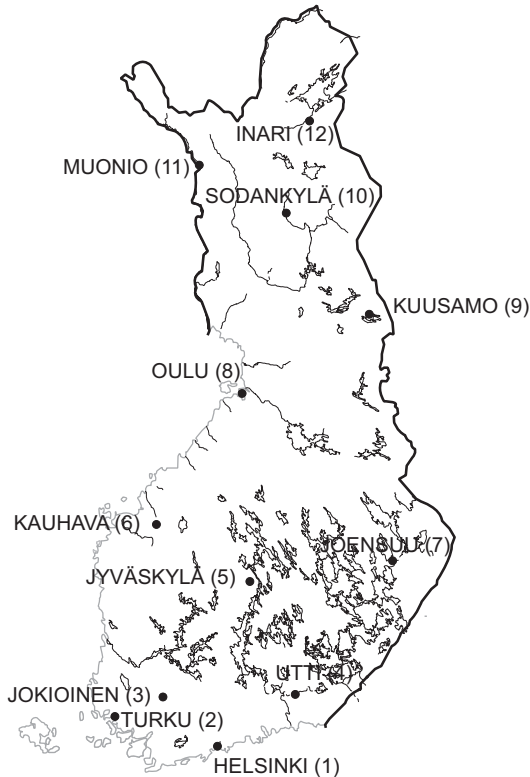 INARI (12)
MUONIO (11)
SODANKYLÄ (10)
KUUSAMO (9)
OULU (8)
KAUHAVA (6)
JOENSUU (7)
JYVÄSKYLÄ (5)
UTTI (4)
JOKIOINEN (3)
TURKU (2)
HELSINKI (1)